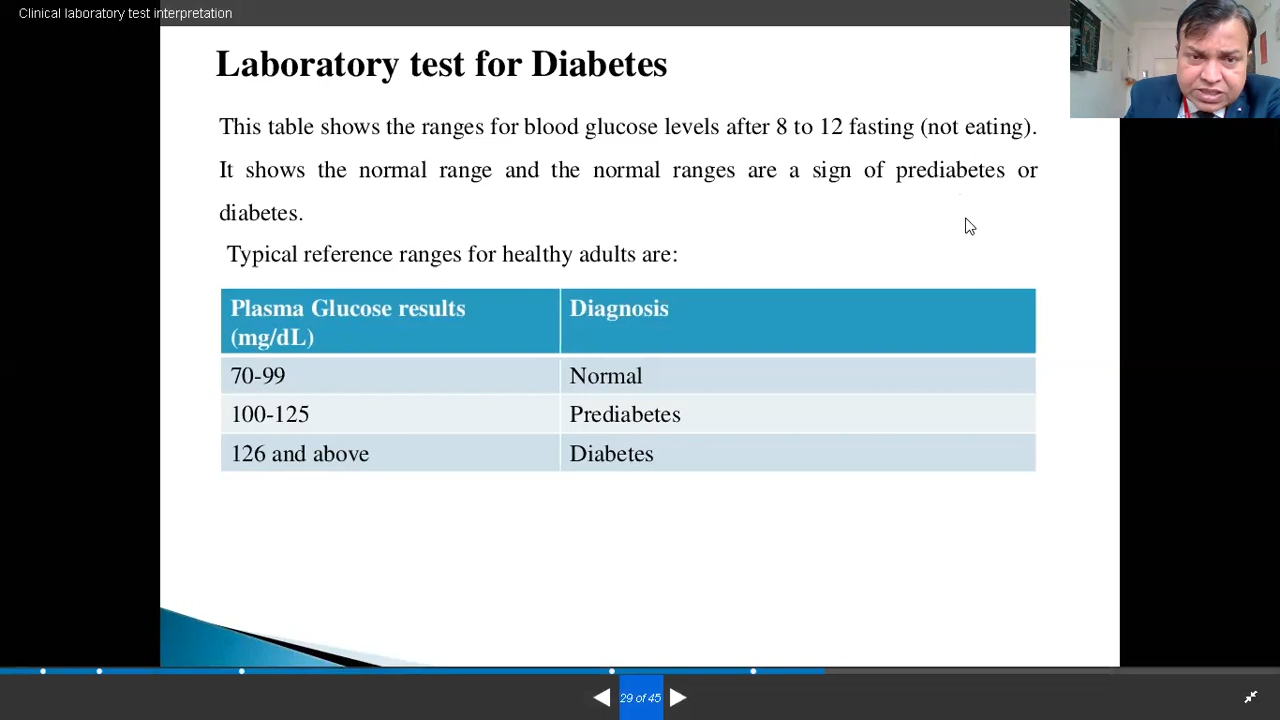 Clinical laboratory test interpretation
Laboratory test for Diabetes
This table shows the ranges for blood glucose levels after 8 to 12 fasting (not eating).
It shows the normal range and the normal ranges are a sign of prediabetes or
diabetes.
Typical reference ranges for healthy adults are:
Plasma Glucose results
(mg/dL)
Diagnosis
70-99
Normal
100-125
Prediabetes
126 and above
Diabetes
29 of 45